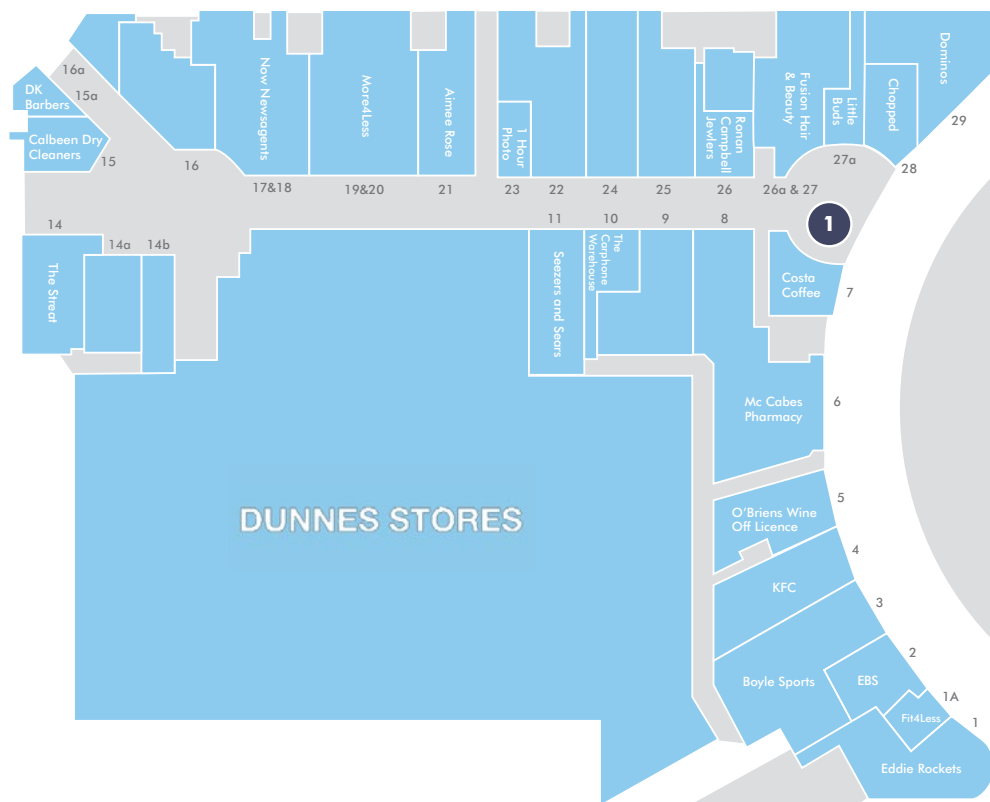 16a
DK
Barbers
15a
Calbeen Dry
Cleaners
15
16
Now Newsagents
17&18
More4Less
19&20
Aimee Rose
21
1 Hour
Photo
23
22
24
25
Ronan
Campbell
Jewlers
26
Fusion Hair
& Beauty
26a & 27
Little
Buds
27a
Chopped
28
Dominos
29
1
14
14a
14b
The Streat
11
Seezers and Sears
10
The
Carphone
Warehouse
9
8
Costa
Coffee
7
Mc Cabes
Pharmacy
6
DUNNES STORES
O'Briens Wine
Off Licence
5
KFC
4
Boyle Sports
3
EBS
2
Fit4Less
1A
Eddie Rockets
1